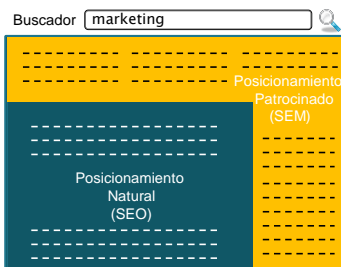 Buscador marketing
Posicionamiento
Patrocinado
(SEM)
Posicionamiento
Natural
(SEO)